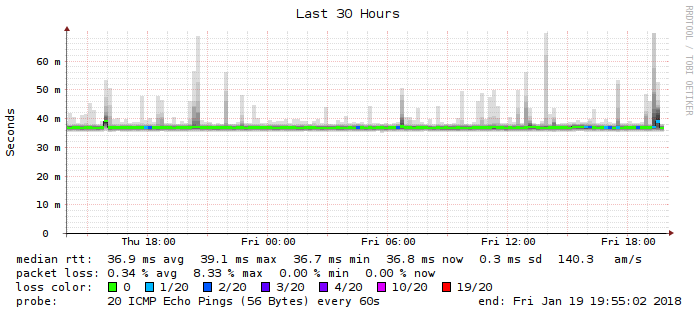 Last 30 Hours
RRDTOOL / TOBI OETIKER
Seconds
60 m
50 m
40 m
30 m
20 m
10 m
0
Thu 18:00 Fri 00:00 Fri 06:00 Fri 12:00 Fri 18:00
median rtt: 36.9 ms avg 39.1 ms max 36.7 ms min 36.8 ms now 0.3 ms sd 140.3 am/s
packet loss: 0.34 % avg 8.33 % max 0.00 % min 0.00 % now
loss color: 0 1/20 2/20 3/20 4/20 10/20 19/20
probe: 20 ICMP Echo Pings (56 Bytes) every 60s end: Fri Jan 19 19:55:02 2018